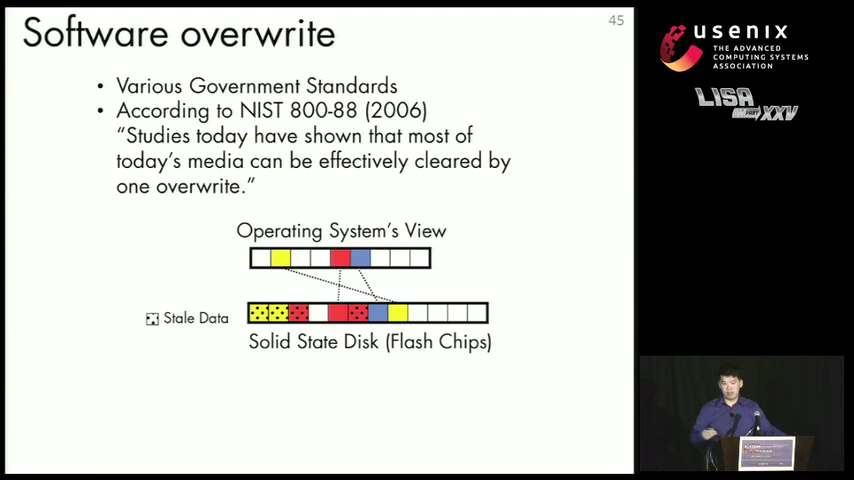 Software overwrite
45
• Various Government Standards
• According to NIST 800-88 (2006)
“Studies today have shown that most of
today’s media can be effectively cleared by
one overwrite.”
Operating System’s View
Stale Data
Solid State Disk (Flash Chips)
usenix
THE ADVANCED
COMPUTING SYSTEMS
ASSOCIATION
LISA
XXV